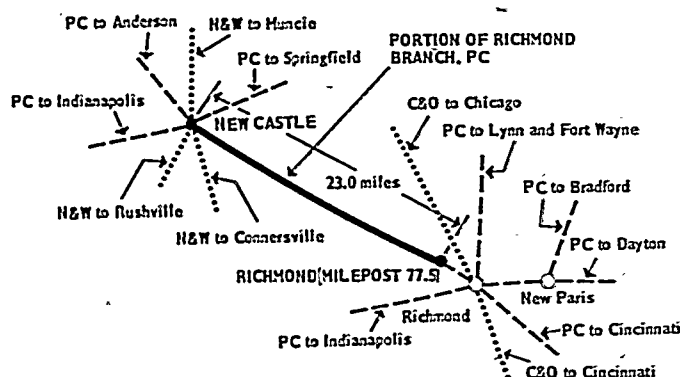 PC to Anderson
N&W to Muncie
PORTION OF RICHMOND
BRANCH, PC
PC to Springfield
PC to Indianapolis
C&O to Chicago
NEW CASTLE
PC to Lynn and Fort Wayne
23.0 miles
PC to Bradford
N&W to Rushville
N&W to Connersville
PC to Dayton
RICHMOND (MILEPOST 77.5)
New Paris
Richmond
PC to Indianapolis
PC to Cincinnati
C&O to Cincinnati